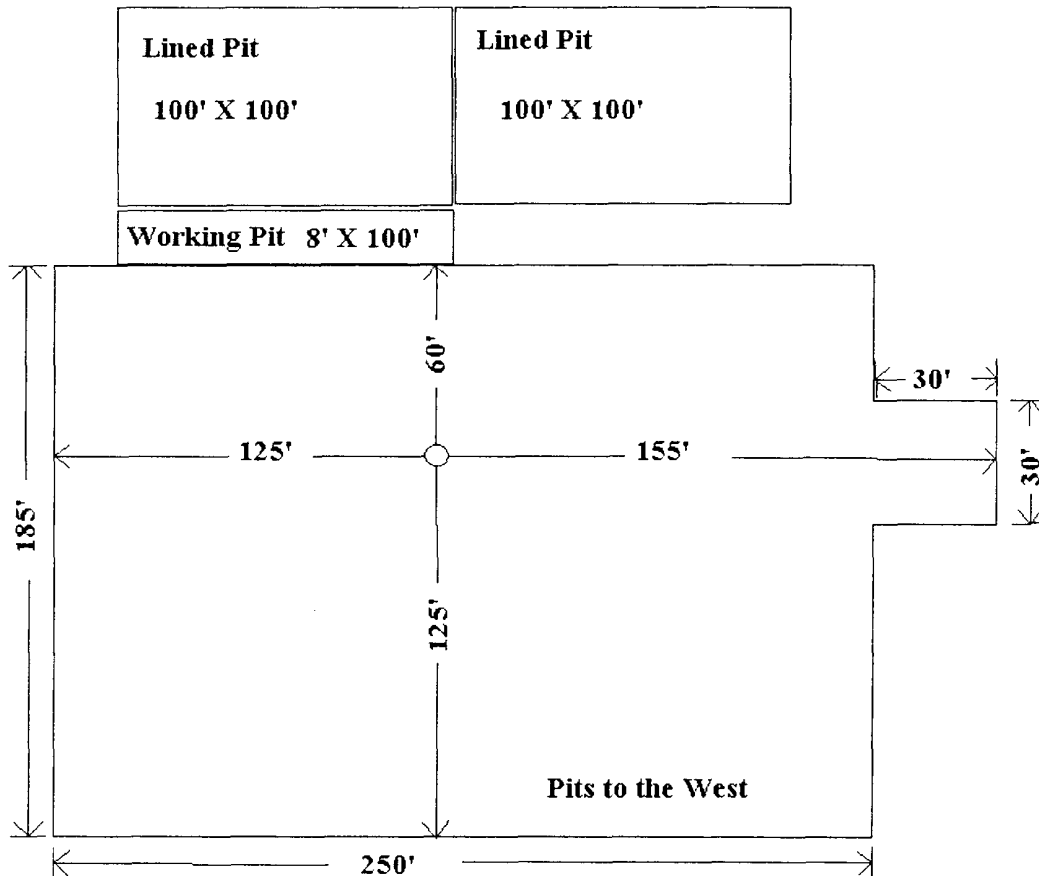 Lined Pit
100' X 100'
Lined Pit
100' X 100'
Working Pit 8' X 100'
60'
30'
125'
155'
30'
185'
125'
Pits to the West
250'